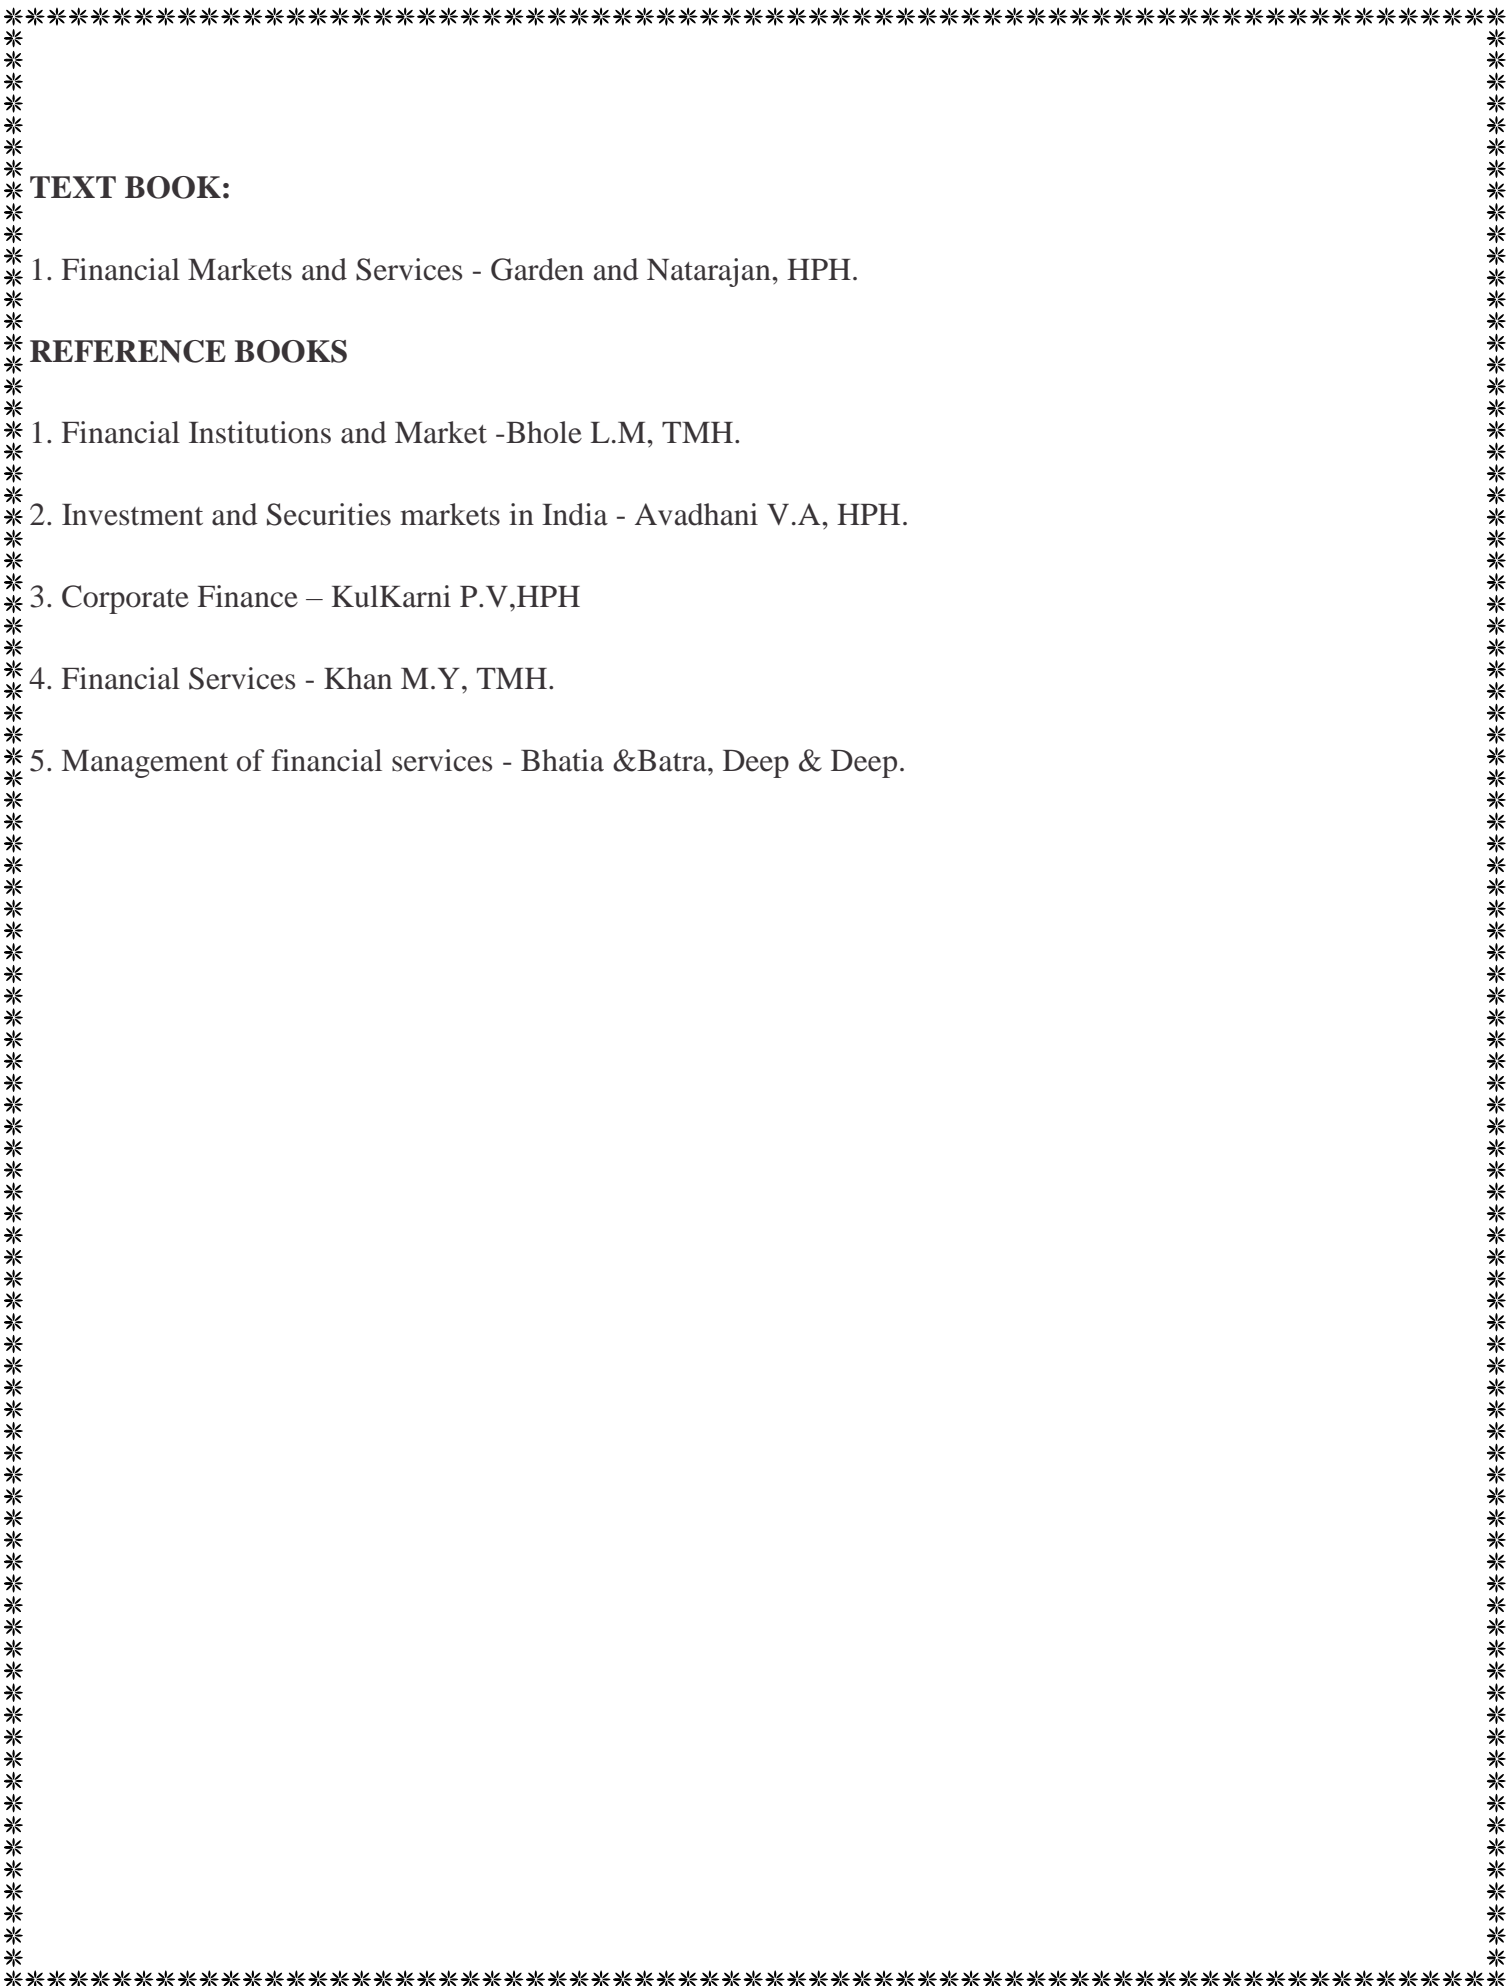 TEXT BOOK:
1. Financial Markets and Services - Garden and Natarajan, HPH.
REFERENCE BOOKS
1. Financial Institutions and Market -Bhole L.M, TMH.
2. Investment and Securities markets in India - Avadhani V.A, HPH.
3. Corporate Finance – KulKarni P.V,HPH
4. Financial Services - Khan M.Y, TMH.
5. Management of financial services - Bhatia &Batra, Deep & Deep.